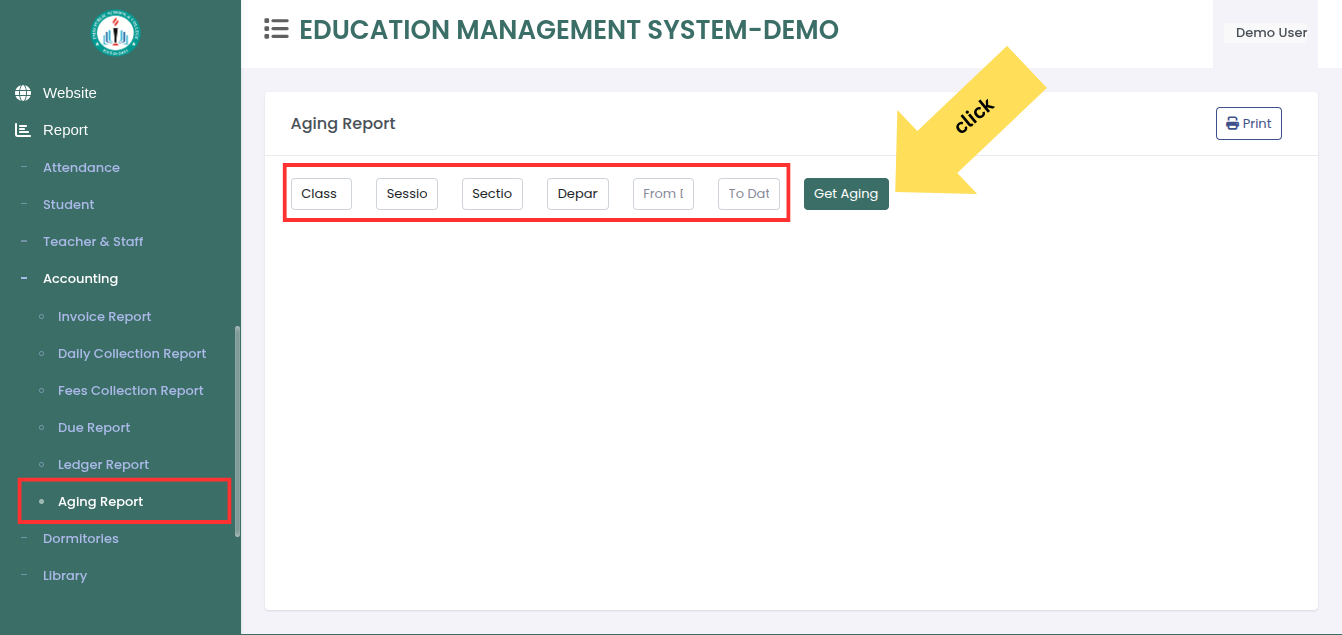 EDUCATION MANAGEMENT SYSTEM-DEMO
Demo User
Website
Report
Attendance
Student
Teacher & Staff
Accounting
Invoice Report
Daily Collection Report
Fees Collection Report
Due Report
Ledger Report
Aging Report
Dormitories
Library
Aging Report
Print
click
Class
Sessio
Sectio
Depar
From D
To Dat
Get Aging